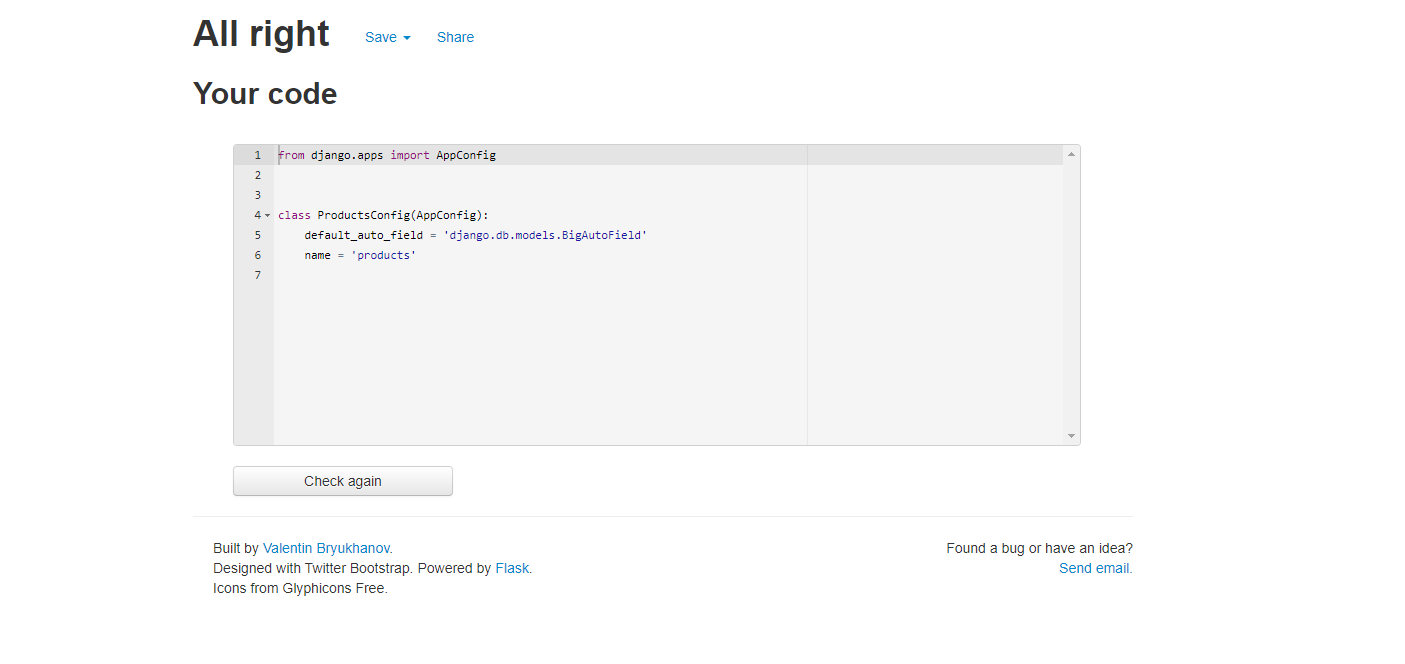 All right Save Share
Your code
1 from django.apps import AppConfig
2
3
4 class ProductsConfig(AppConfig):
5     default_auto_field = 'django.db.models.BigAutoField'
6     name = 'products'
7
Check again
Built by Valentin Bryukhanov. Found a bug or have an idea?
Designed with Twitter Bootstrap. Powered by Flask. Send email.
Icons from Glyphicons Free.